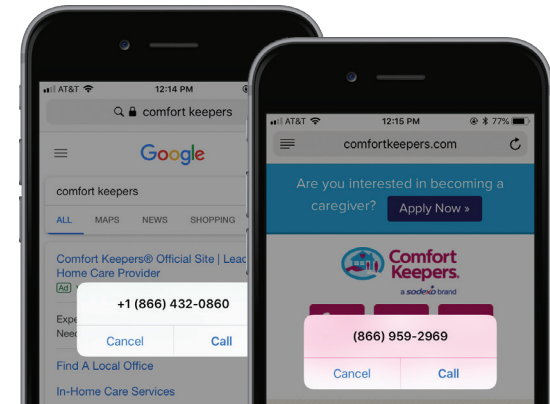 AT&T 12:14 PM
comfort keepers
Google
comfort keepers
ALL MAPS NEWS SHOPPING
Comfort Keepers® Official Site | Lead
Home Care Provider
Ad
+1 (866) 432-0860
Expe
Need
Cancel Call
Find A Local Office
In-Home Care Services
AT&T 12:15 PM 77%
comfortkeepers.com
Are you interested in becoming a
caregiver? Apply Now »
Comfort
Keepers.
a sodexo brand
(866) 959-2969
Cancel Call